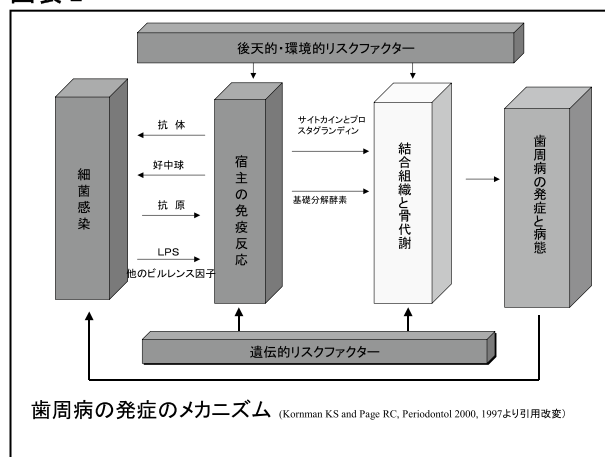 後天的・環境的リスクファクター
細菌感染
抗 体
好中球
抗 原
LPS
他のビルレンス因子
宿主の免疫反応
サイトカインとプロ
スタグランディン
基礎分解酵素
結合組織と骨代謝
歯周病の発症と病態
遺伝的リスクファクター
歯周病の発症のメカニズム (Kornman KS and Page RC, Periodontol 2000, 1997より引用改変)